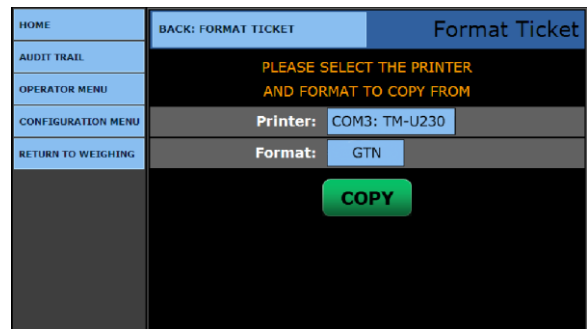 HOME
AUDIT TRAIL
OPERATOR MENU
CONFIGURATION MENU
RETURN TO WEIGHING
BACK: FORMAT TICKET
Format Ticket
PLEASE SELECT THE PRINTER
AND FORMAT TO COPY FROM
Printer: COM3: TM-U230
Format: GTN
COPY